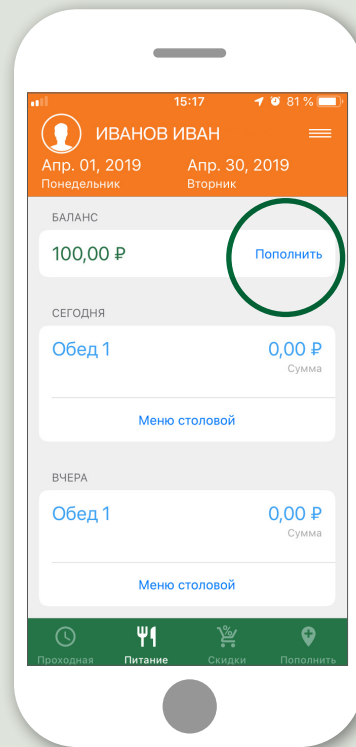 15:17 81 %
ИВАНОВ ИВАН
Апр. 01, 2019 Апр. 30, 2019
Понедельник Вторник
БАЛАНС
100,00 ₽ Пополнить
СЕГОДНЯ
Обед 1 0,00 ₽
Сумма
Меню столовой
ВЧЕРА
Обед 1 0,00 ₽
Сумма
Меню столовой
Проходная Питание Скидки Пополнить